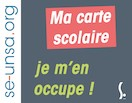 se-unsa.org
Ma carte
scolaire
je m'en
occupe !